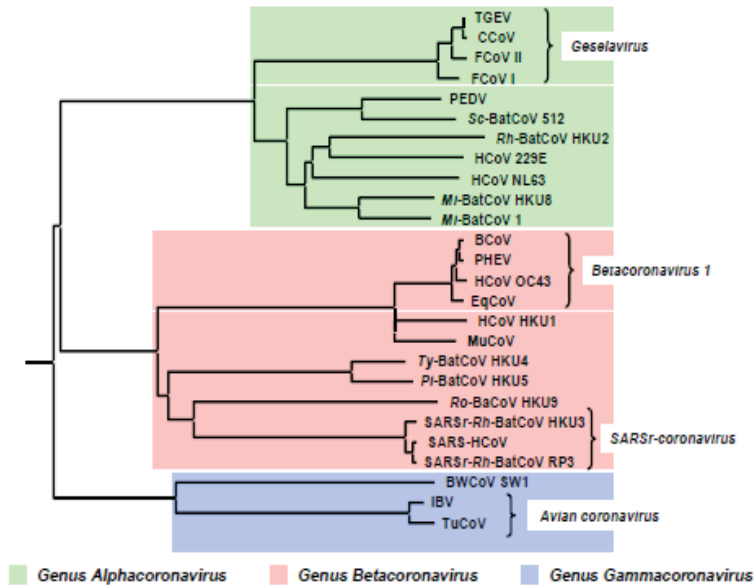 TGEV
CCoV
FCoV II
FCoV I
Geselavirus
PEDV
Sc-BatCoV 512
Rh-BatCoV HKU2
HCoV 229E
HCoV NL63
Mi-BatCoV HKU8
Mi-BatCoV 1
BCoV
PHEV
HCoV OC43
EqCoV
Betacoronavirus 1
HCoV HKU1
MuCoV
Ty-BatCoV HKU4
Pi-BatCoV HKU5
Ro-BaCoV HKU9
SARSr-Rh-BatCoV HKU3
SARS-HCoV
SARSr-Rh-BatCoV RP3
SARSr-coronavirus
BWCoV SW1
IBV
TuCoV
Avian coronavirus
Genus Alphacoronavirus Genus Betacoronavirus Genus Gammacoronavirus